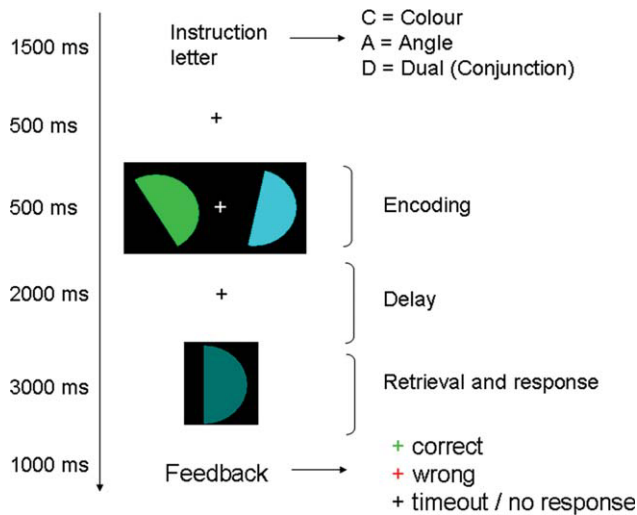 1500 ms
Instruction
letter
C = Colour
A = Angle
D = Dual (Conjunction)
500 ms
+
500 ms
+
Encoding
2000 ms
+
Delay
3000 ms
Retrieval and response
1000 ms
Feedback
+ correct
+ wrong
+ timeout / no response